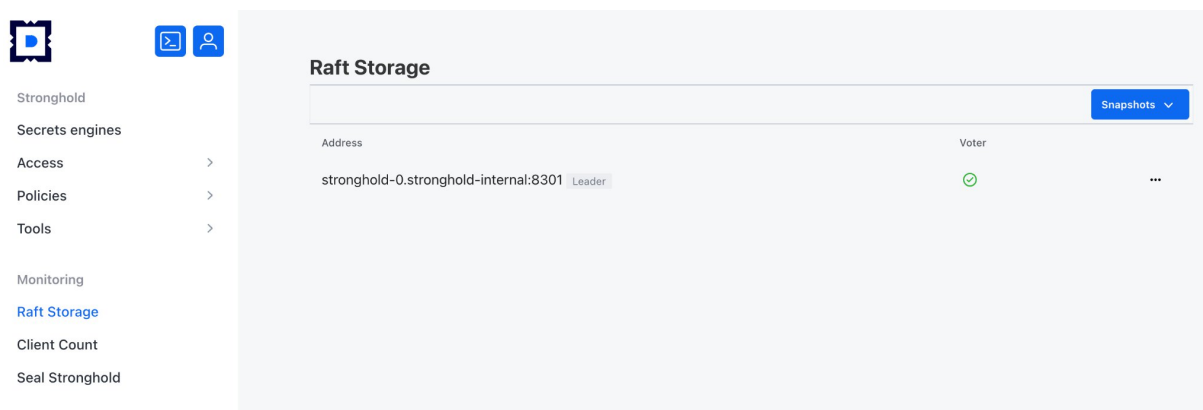 Stronghold
Secrets engines
Access
Policies
Tools
Monitoring
Raft Storage
Client Count
Seal Stronghold
Raft Storage
Snapshots
Address Voter
stronghold-0.stronghold-internal:8301 Leader